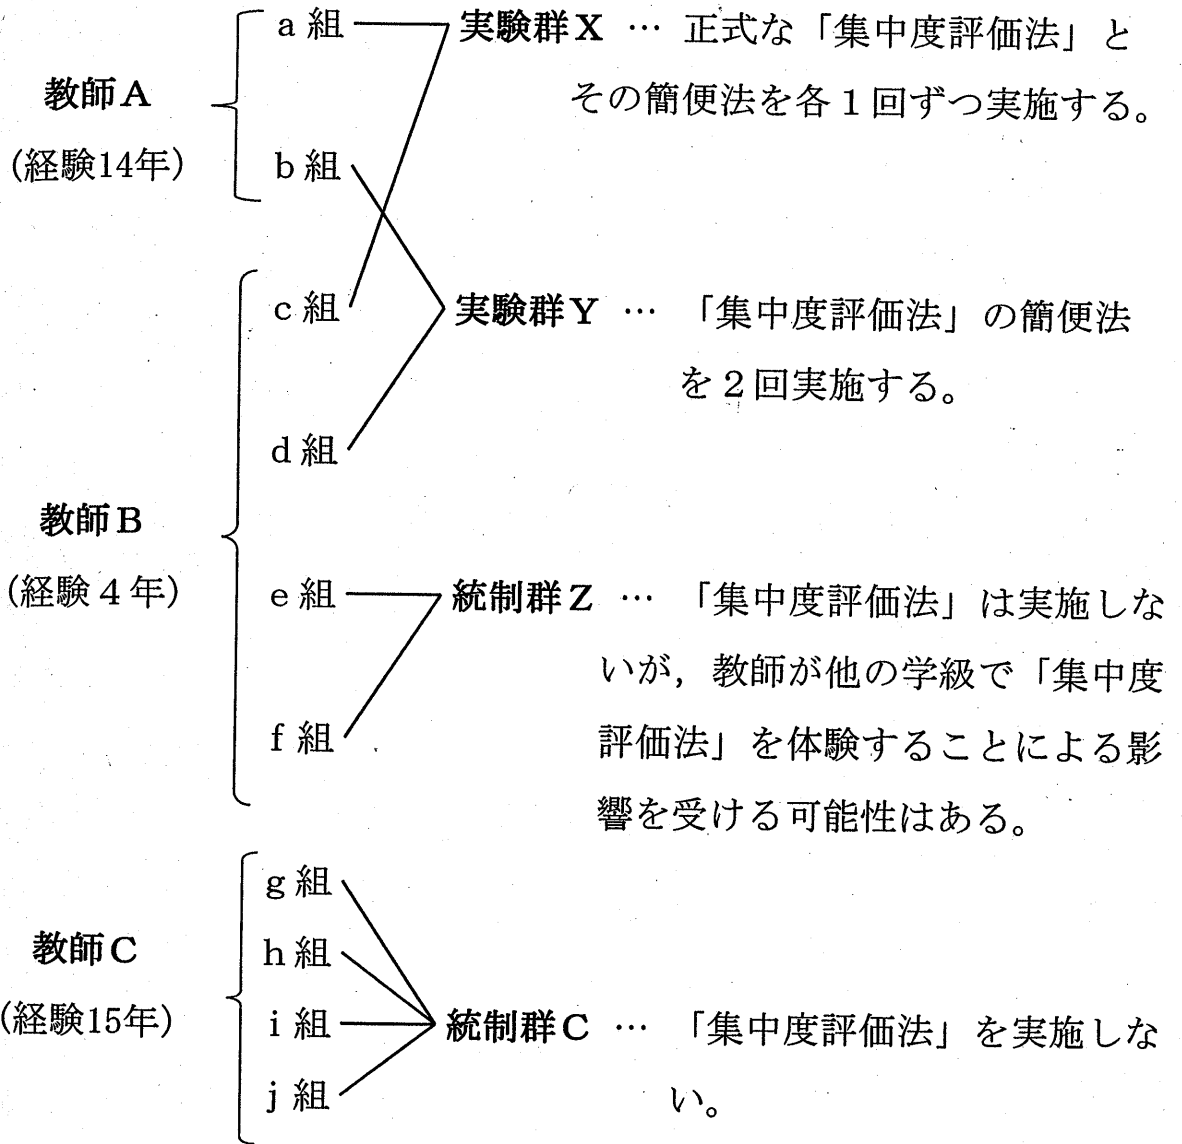 a 組
実験群X … 正式な「集中度評価法」と
教師A
その簡便法を各1回ずつ実施する。
(経験14年)
b 組
c 組
実験群Y … 「集中度評価法」の簡便法
を2回実施する。
d 組
教師B
(経験4年)
e 組
統制群Z … 「集中度評価法」は実施しな
いが，教師が他の学級で「集中度
f 組
評価法」を体験することによる影
響を受ける可能性はある。
g 組
教師C
h 組
(経験15年)
i 組
統制群C … 「集中度評価法」を実施しな
j 組
い。